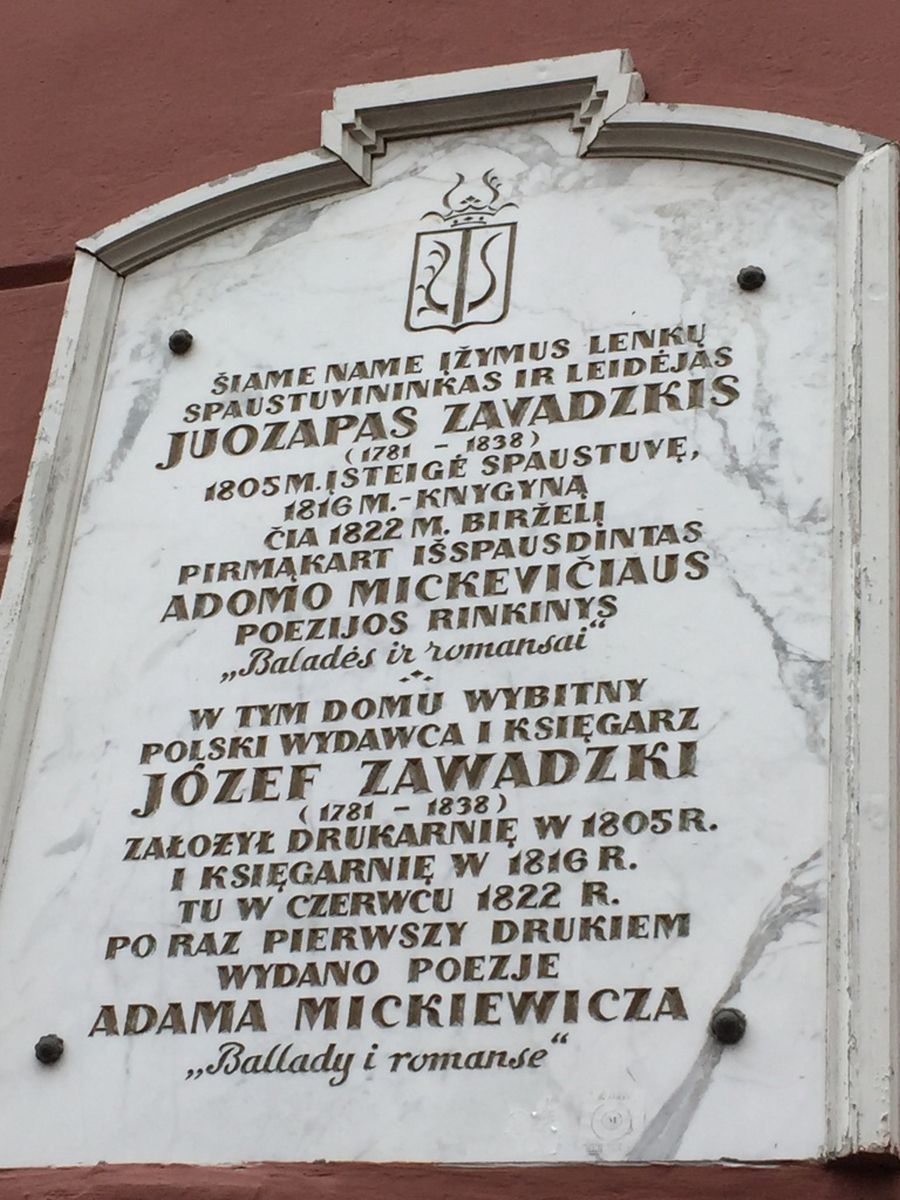 ŠIAME NAME ĮŽYMUS LENKŲ
SPAUSTUVININKAS IR LEIDĖJAS
JUOZAPAS ZAVADZKIS
(1781 – 1838)
1805 M. ĮSTEIGĖ SPAUSTUVĘ,
1816 M. - KNYGYNĄ
ČIA 1822 M. BIRŽELĮ
PIRMĄKART IŠSPAUSDINTAS
ADOMO MICKEVIČIAUS
POEZIJOS RINKINYS
„Baladės ir romansai“
W TYM DOMU WYBITNY
POLSKI WYDAWCA I KSIĘGARZ
JÓZEF ZAWADZKI
(1781 – 1838)
ZAŁOŻYŁ DRUKARNIĘ W 1805 R.
I KSIĘGARNIĘ W 1816 R.
TU W CZERWCU 1822 R.
PO RAZ PIERWSZY DRUKIEM
WYDANO POEZJE
ADAMA MICKIEWICZA
„Ballady i romanse“